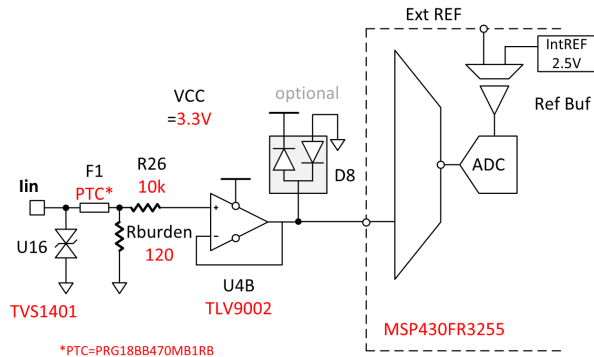 Ext REF
IntREF
2.5V
VCC
=3.3V
optional
Ref Buf
F1
PTC*
R26
10k
D8
ADC
Iin
+
-
U16
Rburden
120
U4B
TVS1401
TLV9002
MSP430FR3255
*PTC=PRG18BB470MB1RB